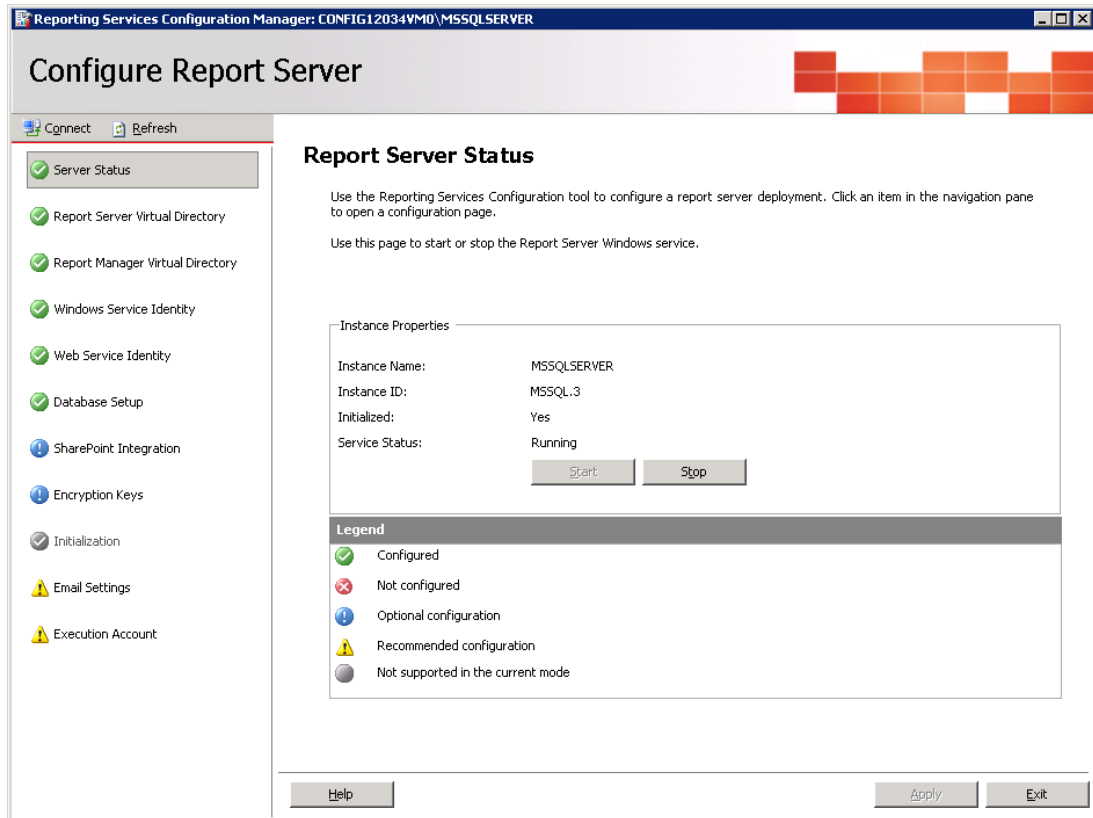 Reporting Services Configuration Manager: CONFIG12034VM0\MSSQLSERVER
Configure Report Server
Connect Refresh
Server Status
Report Server Virtual Directory
Report Manager Virtual Directory
Windows Service Identity
Web Service Identity
Database Setup
SharePoint Integration
Encryption Keys
Initialization
Email Settings
Execution Account
Report Server Status
Use the Reporting Services Configuration tool to configure a report server deployment. Click an item in the navigation pane
to open a configuration page.
Use this page to start or stop the Report Server Windows service.
Instance Properties
Instance Name: MSSQLSERVER
Instance ID: MSSQL.3
Initialized: Yes
Service Status: Running
Start Stop
Legend
Configured
Not configured
Optional configuration
Recommended configuration
Not supported in the current mode
Help Apply Exit